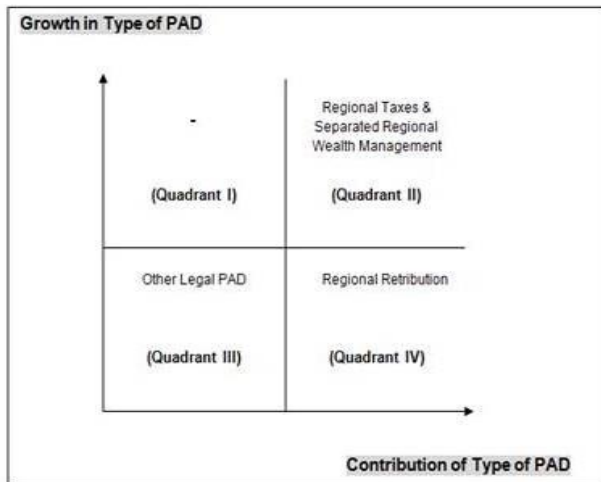 Growth in Type of PAD
-
Regional Taxes &
Separated Regional
Wealth Management
(Quadrant I)
(Quadrant II)
Other Legal PAD
Regional Retribution
(Quadrant III)
(Quadrant IV)
Contribution of Type of PAD